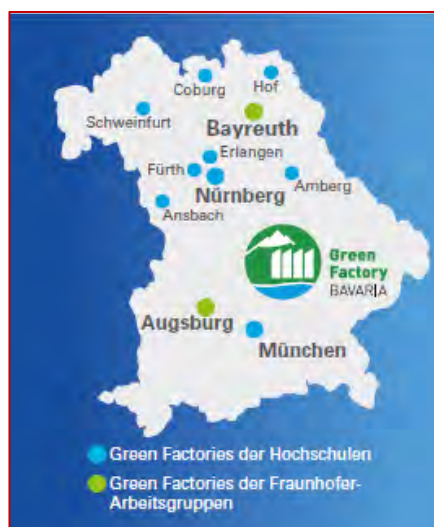 Hof
Coburg
Schweinfurt
Bayreuth
Erlangen
Fürth
Nürnberg
Amberg
Ansbach
Green
Factory
BAVARIA
Augsburg
München
Green Factories der Hochschulen
Green Factories der Fraunhofer-
Arbeitsgruppen